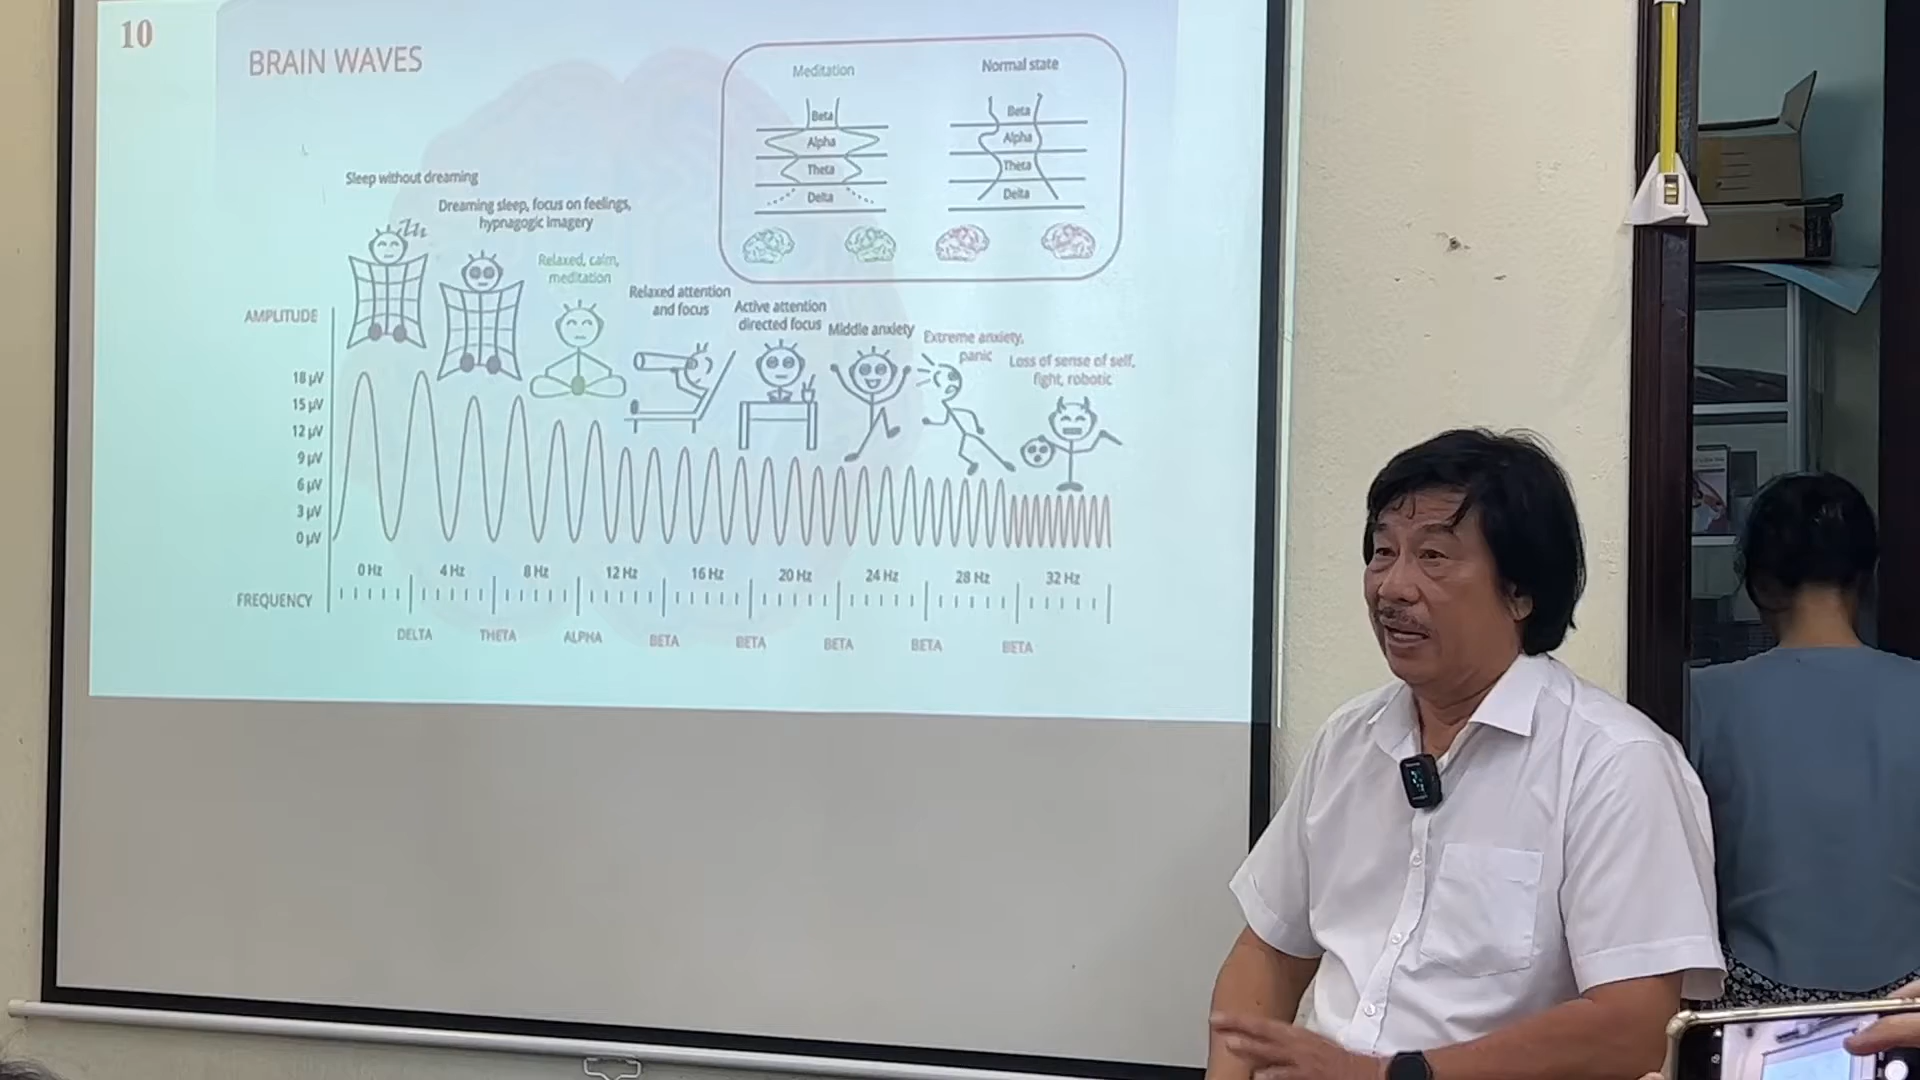 10
BRAIN WAVES
Meditation
Normal state
Beta
Alpha
Theta
Delta
Beta
Alpha
Theta
Delta
Sleep without dreaming
Dreaming sleep, focus on feelings,
hypnagogic imagery
Relaxed, calm,
meditation
Relaxed attention
and focus
Active attention
directed focus
Middle anxiety
Extreme anxiety,
panic
Loss of sense of self,
fight, robotic
AMPLITUDE
18 µV
15 µV
12 µV
9 µV
6 µV
3 µV
0 µV
0 Hz 4 Hz 8 Hz 12 Hz 16 Hz 20 Hz 24 Hz 28 Hz 32 Hz
FREQUENCY
DELTA THETA ALPHA BETA BETA BETA BETA BETA